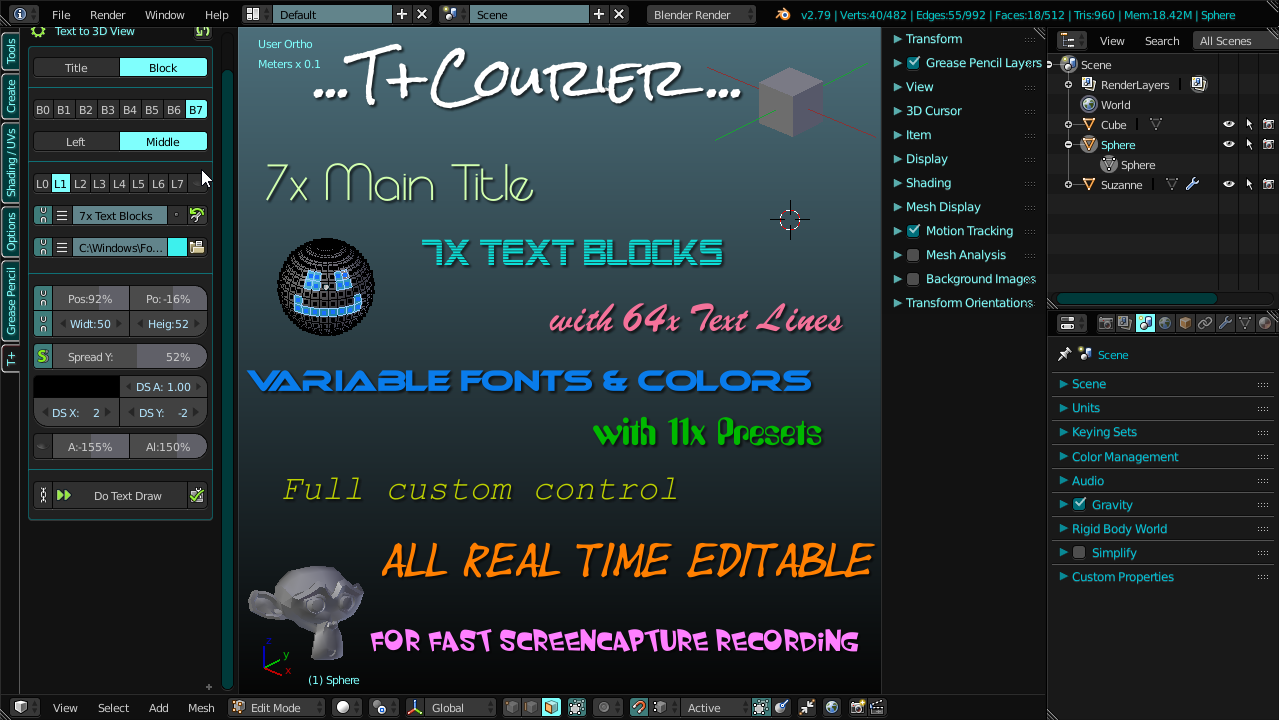 File Render Window Help Default Scene Blender Render v2.79 | Verts:40/482 | Edges:55/992 | Faces:18/512 | Tris:960 | Mem:18.42M | Sphere
Tools
Create
Shading / UVs
Options
Grease Pencil
T+
Text to 3D View
Title Block
B0 B1 B2 B3 B4 B5 B6 B7
Left Middle
L0 L1 L2 L3 L4 L5 L6 L7
7x Text Blocks
C:\Windows\Fo...
Pos:92% Po: -16%
Widt:50 Heig:52
Spread Y: 52%
DS A: 1.00
DS X: 2 DS Y: -2
A:-155% Al:150%
Do Text Draw
User Ortho
Meters x 0.1
...T+Courier...
7x Main Title
7x Text Blocks
with 64x Text Lines
Variable Fonts & Colors
with 11x Presets
Full custom control
ALL REAL TIME EDITABLE
FOR FAST SCREENCAPTURE RECORDING
z
y
x
(1) Sphere
Transform
Grease Pencil Layers
View
3D Cursor
Item
Display
Shading
Mesh Display
Motion Tracking
Mesh Analysis
Background Images
Transform Orientations
View Search All Scenes
Scene
RenderLayers
World
Cube
Sphere
Sphere
Suzanne
Scene
Scene
Units
Keying Sets
Color Management
Audio
Gravity
Rigid Body World
Simplify
Custom Properties
View Select Add Mesh Edit Mode Global Active